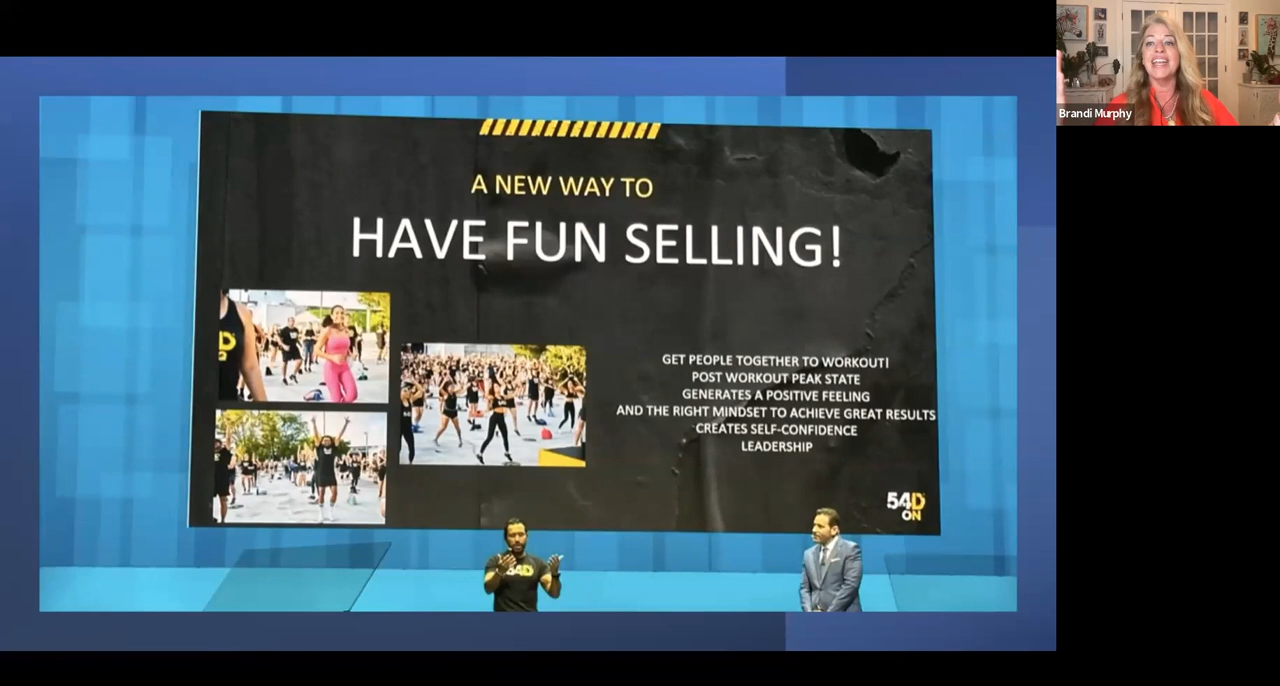 Brandi Murphy
A NEW WAY TO
HAVE FUN SELLING!
GET PEOPLE TOGETHER TO WORKOUT!
POST WORKOUT PEAK STATE
GENERATES A POSITIVE FEELING
AND THE RIGHT MINDSET TO ACHIEVE GREAT RESULTS
CREATES SELF-CONFIDENCE
LEADERSHIP
54D
ON
54D